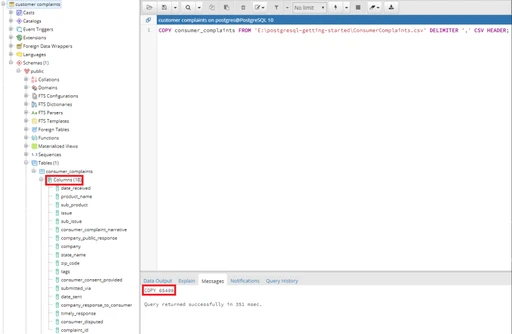 customer complaints
Casts
Catalogs
Event Triggers
Extensions
Foreign Data Wrappers
Languages
Schemas (1)
public
Collations
Domains
FTS Configurations
FTS Dictionaries
FTS Parsers
FTS Templates
Foreign Tables
Functions
Materialized Views
Sequences
Tables (1)
consumer_complaints
Columns (18)
date_received
product_name
sub_product
issue
sub_issue
consumer_complaint_narrative
company_public_response
company
state_name
zip_code
tags
consumer_consent_provided
submitted_via
date_sent
company_response_to_consumer
timely_response
consumer_disputed
complaint_id
No limit
customer complaints on postgres@PostgreSQL 10
1 COPY consumer_complaints FROM 'E:\postgresql-getting-started\ConsumerComplaints.csv' DELIMITER ',' CSV HEADER;
Data Output Explain Messages Notifications Query History
COPY
Query returned successfully in 351 msec.